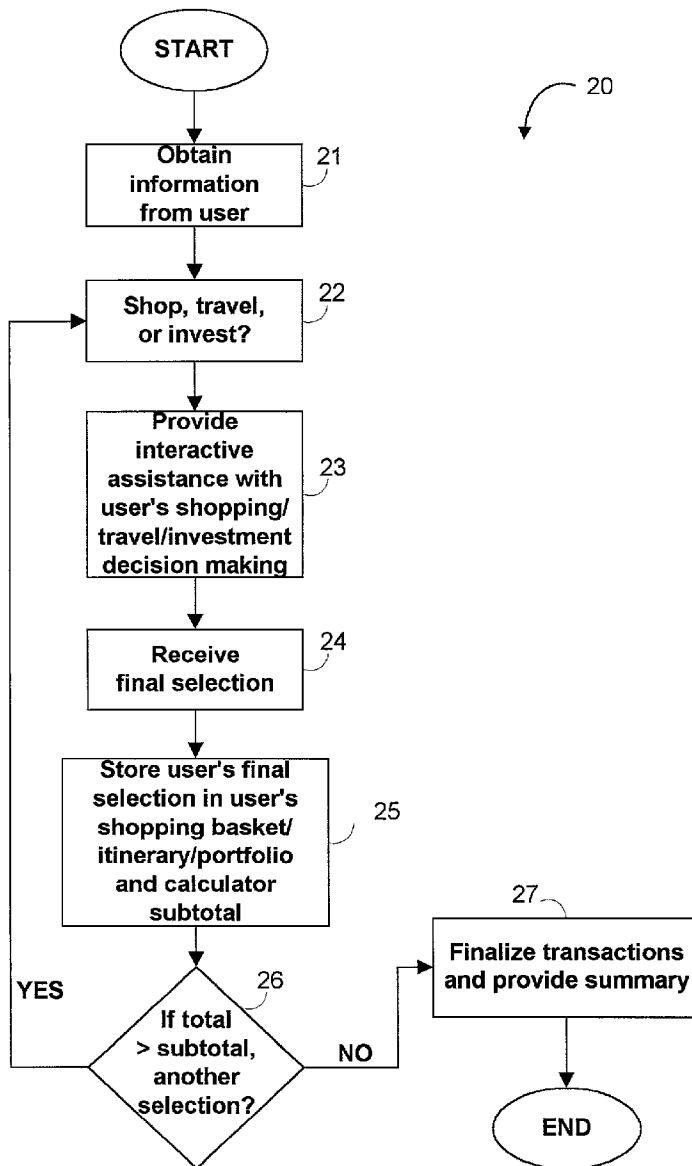 START
20
21
Obtain
information
from user
22
Shop, travel,
or invest?
23
Provide
interactive
assistance with
user's shopping/
travel/investment
decision making
24
Receive
final selection
25
Store user's final
selection in user's
shopping basket/
itinerary/portfolio
and calculator
subtotal
26
If total
> subtotal,
another
selection?
YES
NO
27
Finalize transactions
and provide summary
END